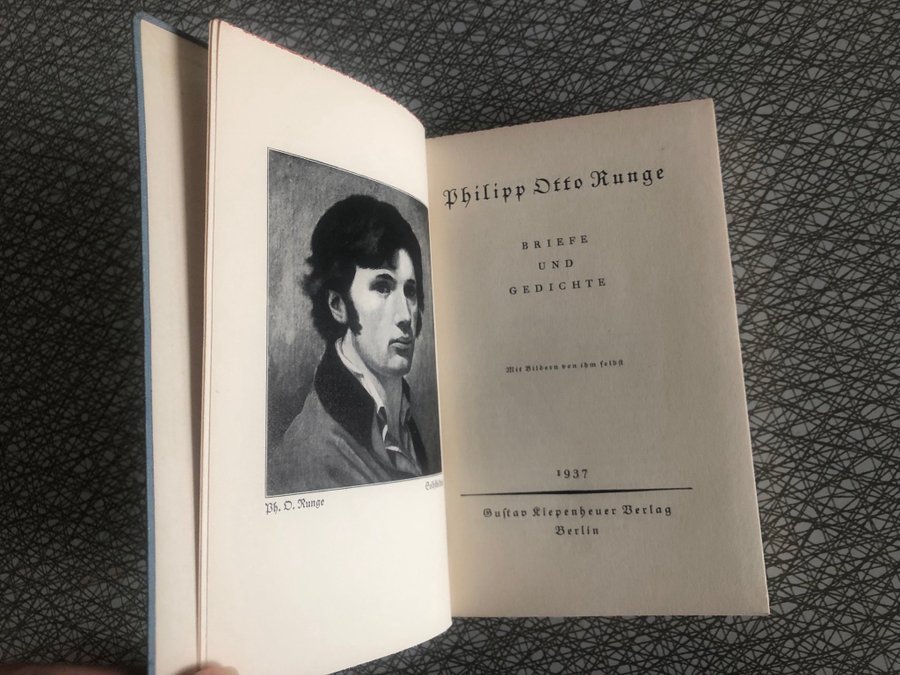 Ph. O. Runge
Philipp Otto Runge
BRIEFE
UND
GEDICHTE
Mit Bildern von ihm selbst
1937
Gustav Kiepenheuer Verlag
Berlin